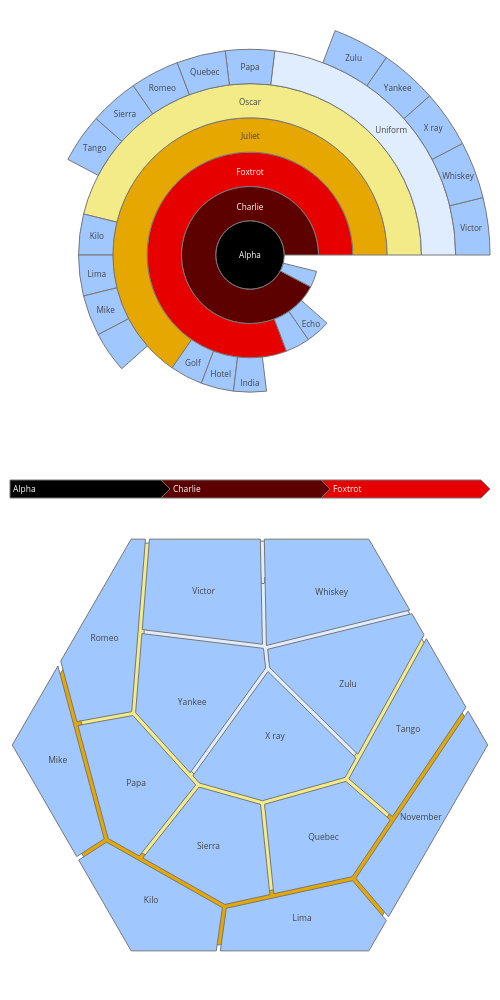 Zulu
Papa
Quebec
Yankee
Romeo
Oscar
Sierra
X ray
Uniform
Juliet
Tango
Foxtrot
Whiskey
Charlie
Victor
Kilo
Alpha
Lima
Mike
Echo
Golf
Hotel
India
Alpha
Charlie
Foxtrot
Victor
Whiskey
Romeo
Zulu
Yankee
Tango
X ray
Mike
Papa
November
Quebec
Sierra
Kilo
Lima